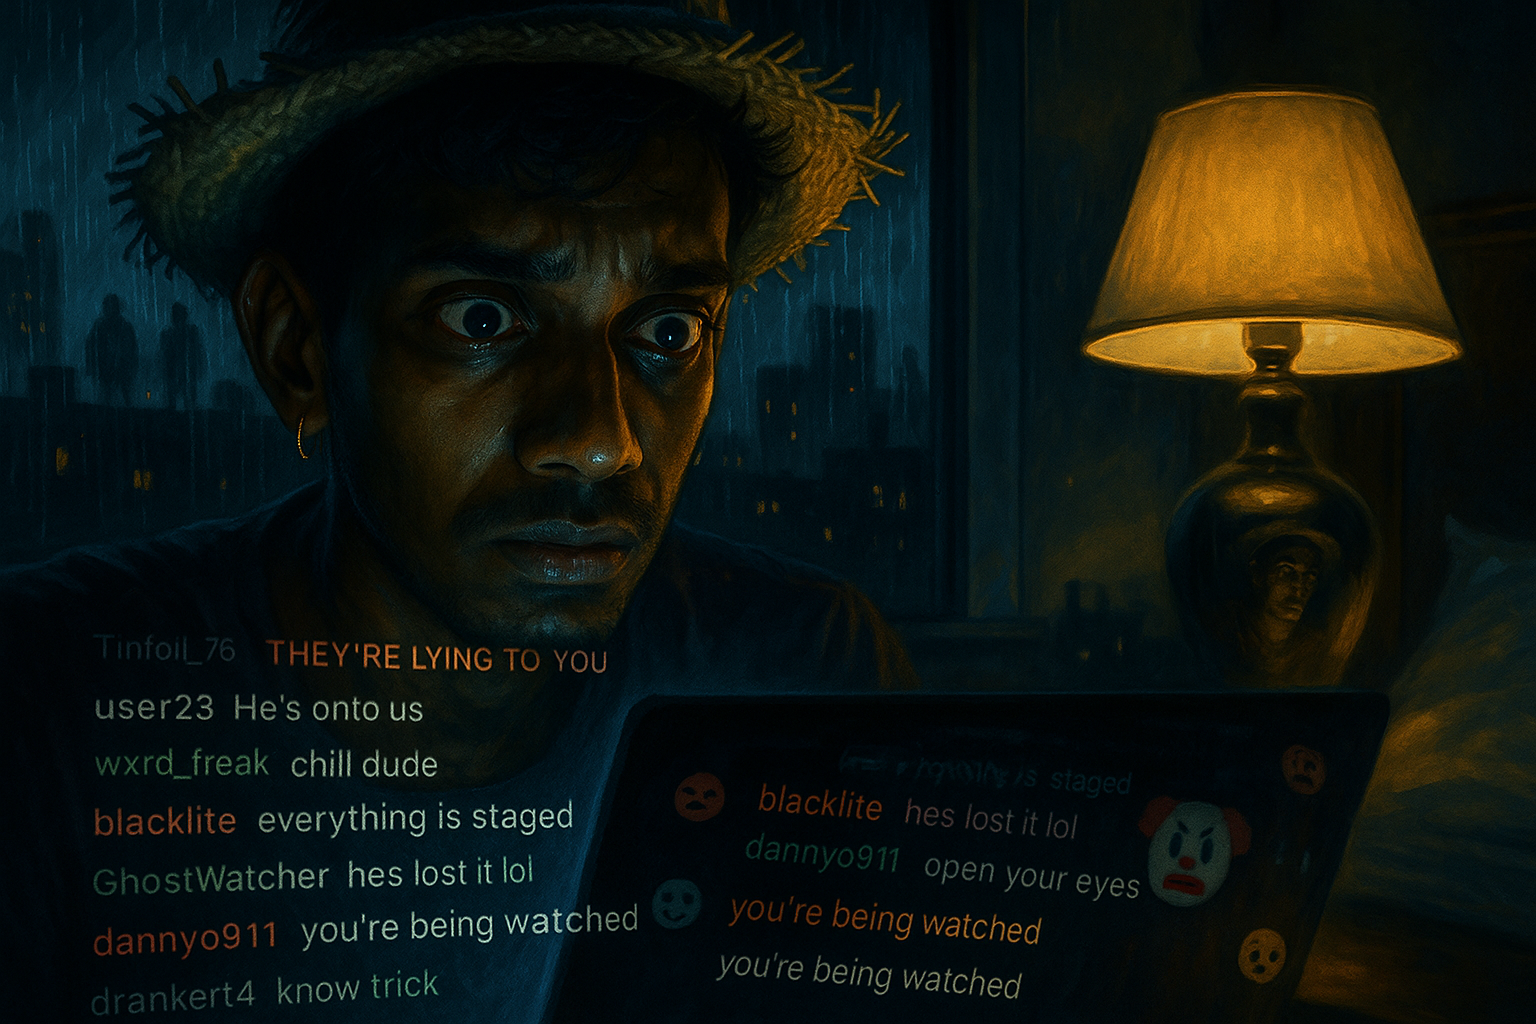 Tinfoil_76 THEY'RE LYING TO YOU
user23 He's onto us
wxrd_freak chill dude
blacklite everything is staged
GhostWatcher hes lost it lol
dannyo911 you're being watched
drankert4 know trick
is staged
blacklite hes lost it lol
dannyo911 open your eyes
you're being watched
you're being watched